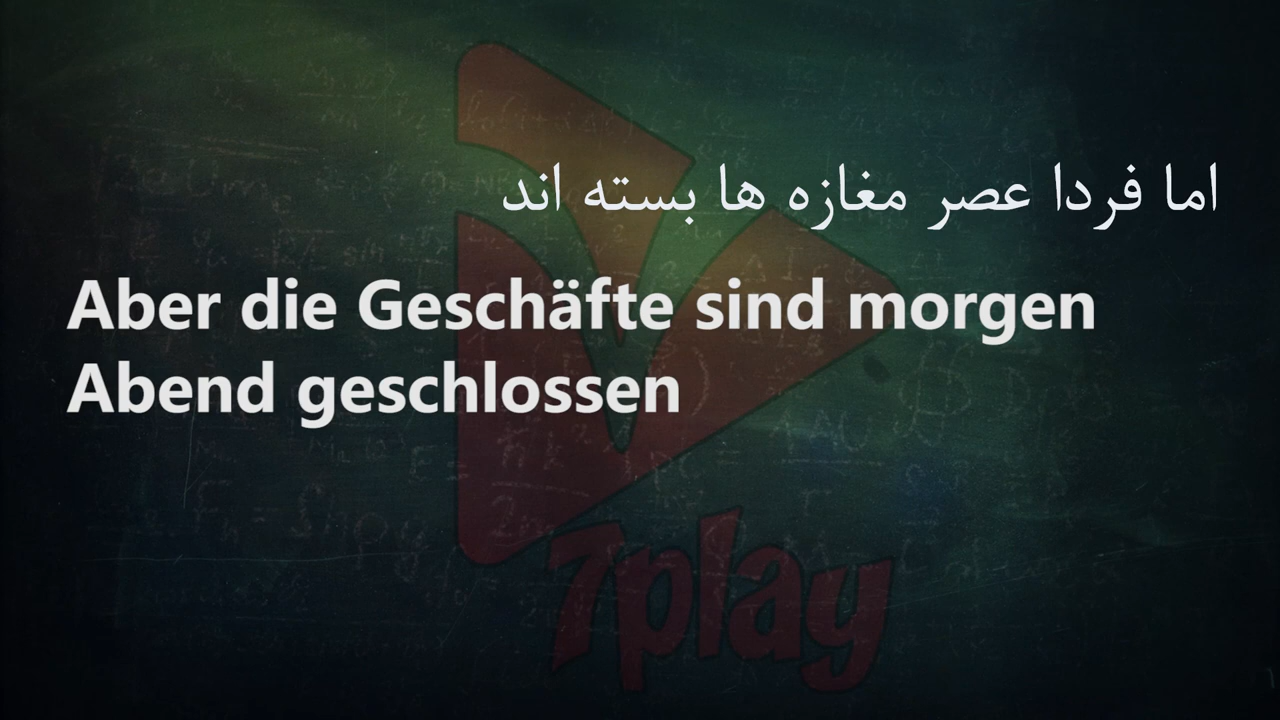 اما فردا عصر مغازه ها بسته اند
Aber die Geschäfte sind morgen
Abend geschlossen
7play